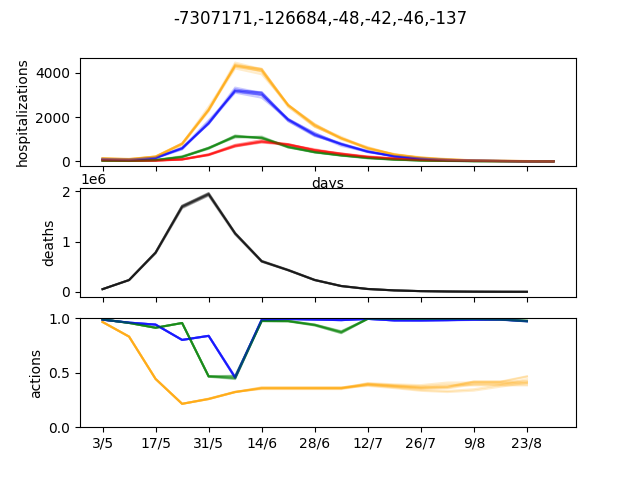 -7307171,-126684,-48,-42,-46,-137
hospitalizations
4000
2000
0
days
1e6
deaths
2
1
0
actions
1.0
0.5
0.0
3/5 17/5 31/5 14/6 28/6 12/7 26/7 9/8 23/8